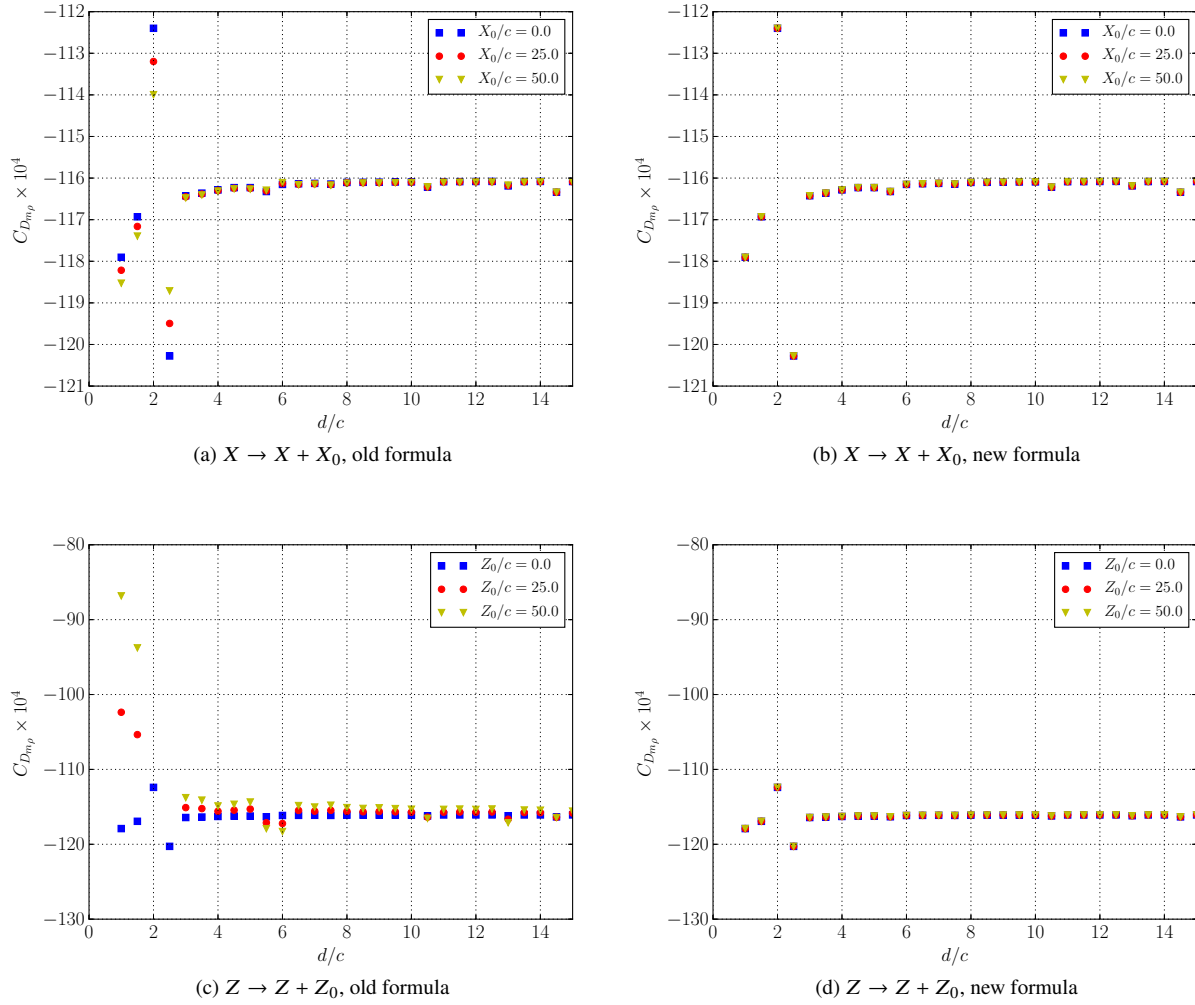 −112
−113
−114
−115
−116
−117
−118
−119
−120
−121
0 2 4 6 8 10 12 14
C_{D_{m_ρ}} × 10^4
d/c
X_0/c = 0.0
X_0/c = 25.0
X_0/c = 50.0
(a) X → X + X_0, old formula
−112
−113
−114
−115
−116
−117
−118
−119
−120
−121
0 2 4 6 8 10 12 14
C_{D_{m_ρ}} × 10^4
d/c
X_0/c = 0.0
X_0/c = 25.0
X_0/c = 50.0
(b) X → X + X_0, new formula
−80
−90
−100
−110
−120
−130
0 2 4 6 8 10 12 14
C_{D_{m_ρ}} × 10^4
d/c
Z_0/c = 0.0
Z_0/c = 25.0
Z_0/c = 50.0
(c) Z → Z + Z_0, old formula
−80
−90
−100
−110
−120
−130
0 2 4 6 8 10 12 14
C_{D_{m_ρ}} × 10^4
d/c
Z_0/c = 0.0
Z_0/c = 25.0
Z_0/c = 50.0
(d) Z → Z + Z_0, new formula